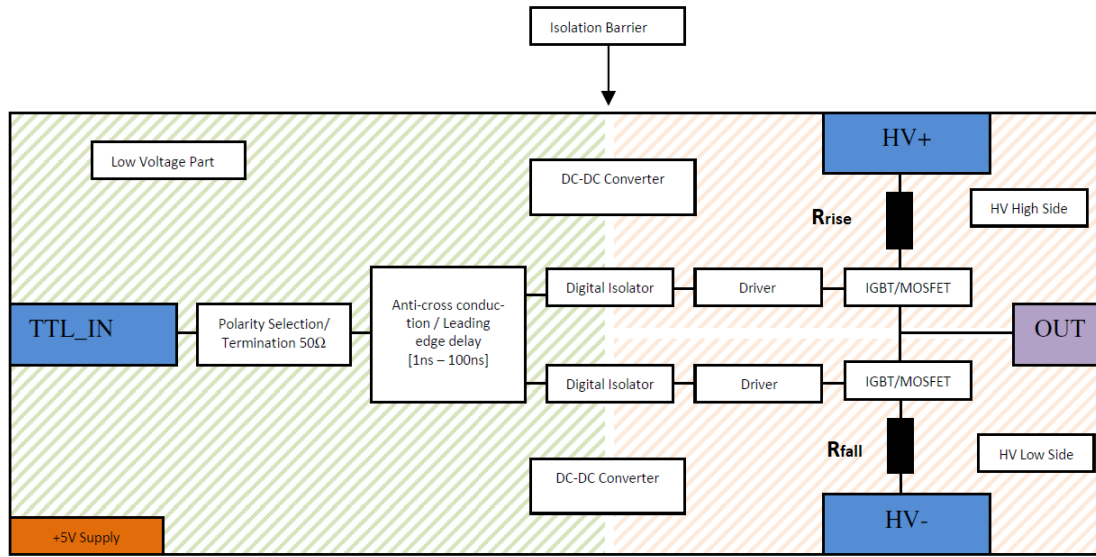 Isolation Barrier
HV+
Low Voltage Part
DC-DC Converter
Rrise
HV High Side
Digital Isolator
Driver
IGBT/MOSFET
TTL_IN
Polarity Selection/
Termination 50Ω
Anti-cross conduc-
tion / Leading
edge delay
[1ns – 100ns]
OUT
Digital Isolator
Driver
IGBT/MOSFET
Rfall
HV Low Side
DC-DC Converter
HV-
+5V Supply